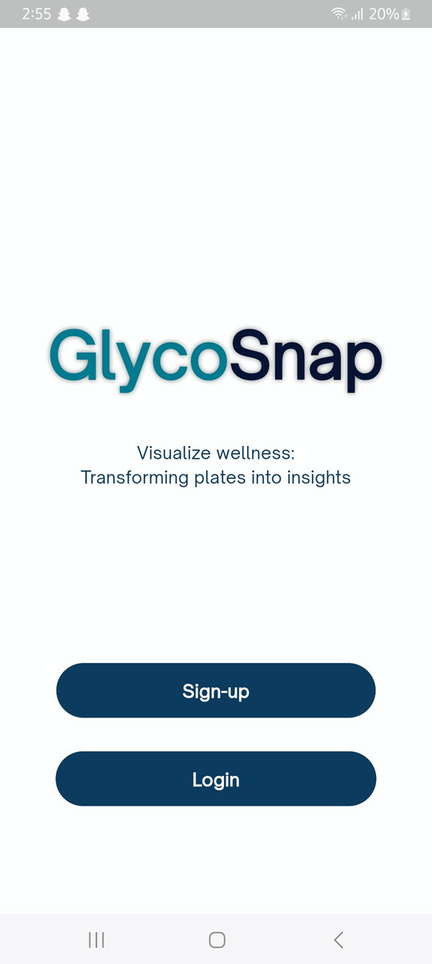 2:55 20%
GlycoSnap
Visualize wellness:
Transforming plates into insights
Sign-up
Login